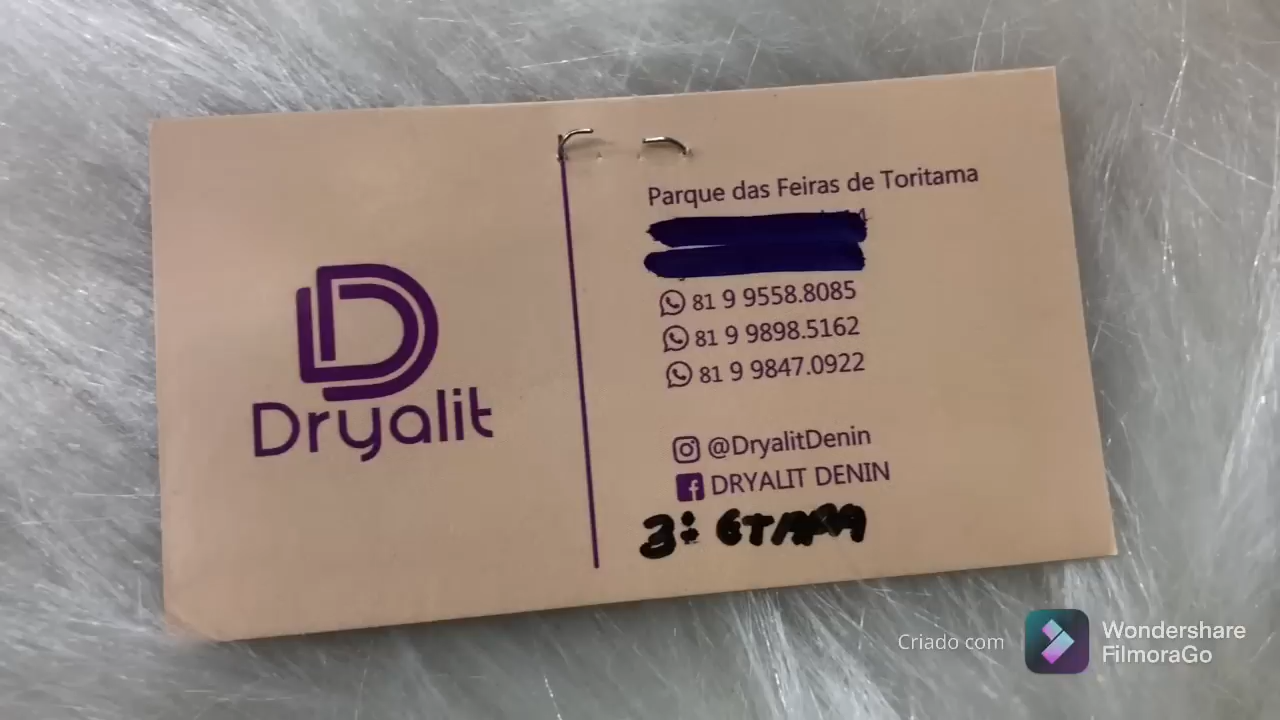 Dryalit
Parque das Feiras de Toritama
81 9 9558.8085
81 9 9898.5162
81 9 9847.0922
@DryalitDenin
DRYALIT DENIN
3ª ETAPA
Criado com
Wondershare
FilmoraGo